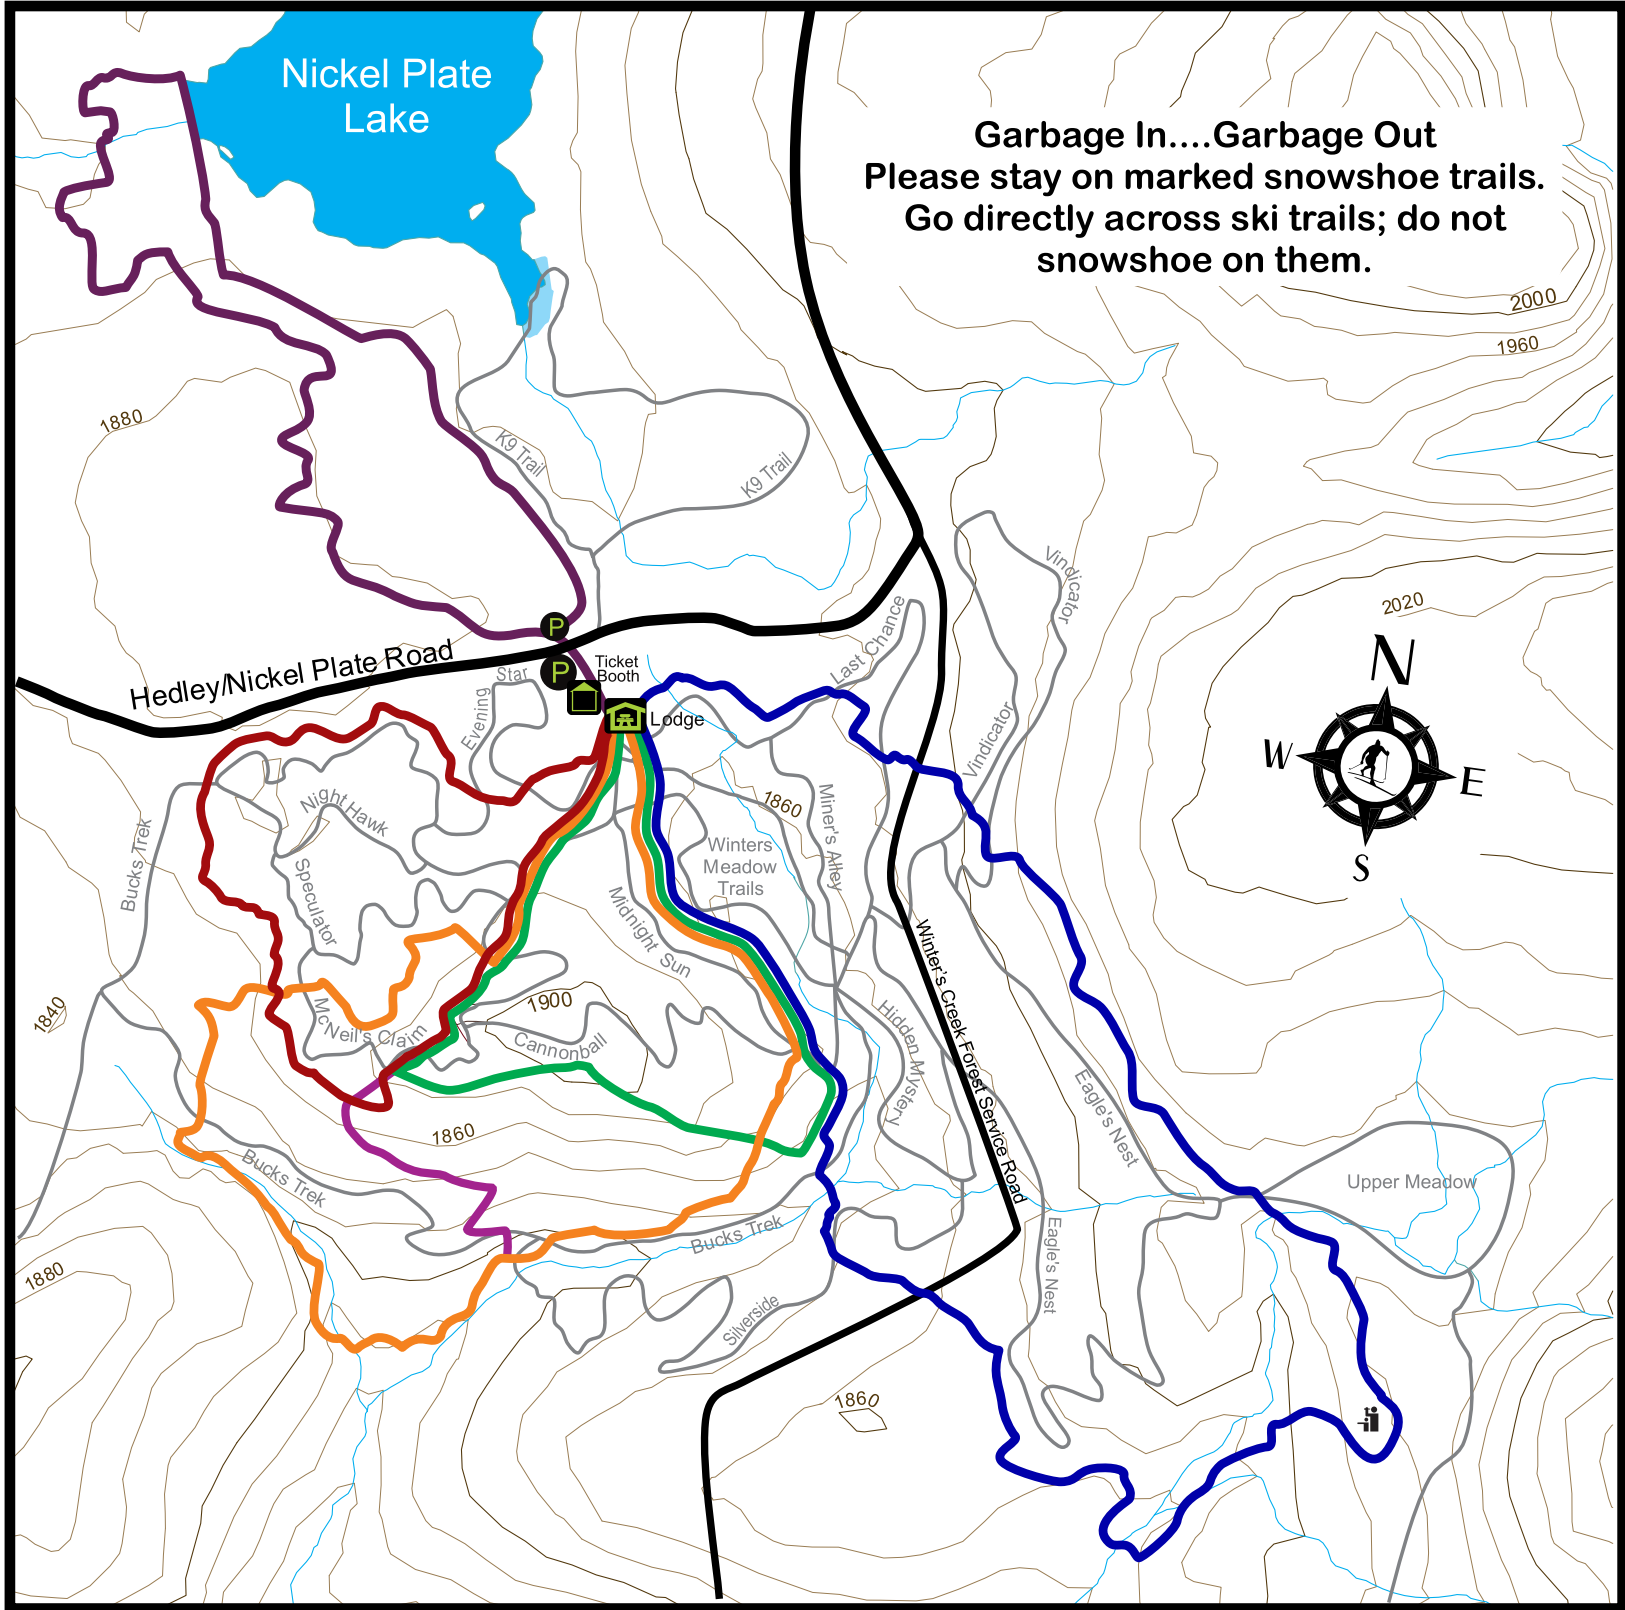 Nickel Plate
Lake
Garbage In....Garbage Out
Please stay on marked snowshoe trails.
Go directly across ski trails; do not
snowshoe on them.
2000
1960
1880
K9 Trail
K9 Trail
Vindicator
2020
N
W
E
S
P
Hedley/Nickel Plate Road
P
Ticket
Booth
Star
Evening
Lodge
Last Chance
Vindicator
Night Hawk
1860
Miner's Alley
Winters
Meadow
Trails
Bucks Trek
Speculator
Midnight Sun
Winter's Creek Forest Service Road
1840
McNeil's Claim
1900
Cannonball
Hidden Mystery
Eagle's Nest
1860
Bucks Trek
Upper Meadow
Bucks Trek
Eagle's Nest
1880
Silverside
1860